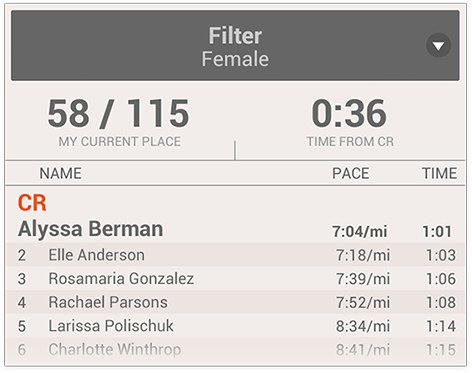 Filter
Female
58 / 115 0:36
MY CURRENT PLACE TIME FROM CR
NAME PACE TIME
CR
Alyssa Berman 7:04/mi 1:01
2 Elle Anderson 7:18/mi 1:03
3 Rosamaria Gonzalez 7:39/mi 1:06
4 Rachael Parsons 7:52/mi 1:08
5 Larissa Polischuk 8:34/mi 1:14
6 Charlotte Winthrop 8:41/mi 1:15